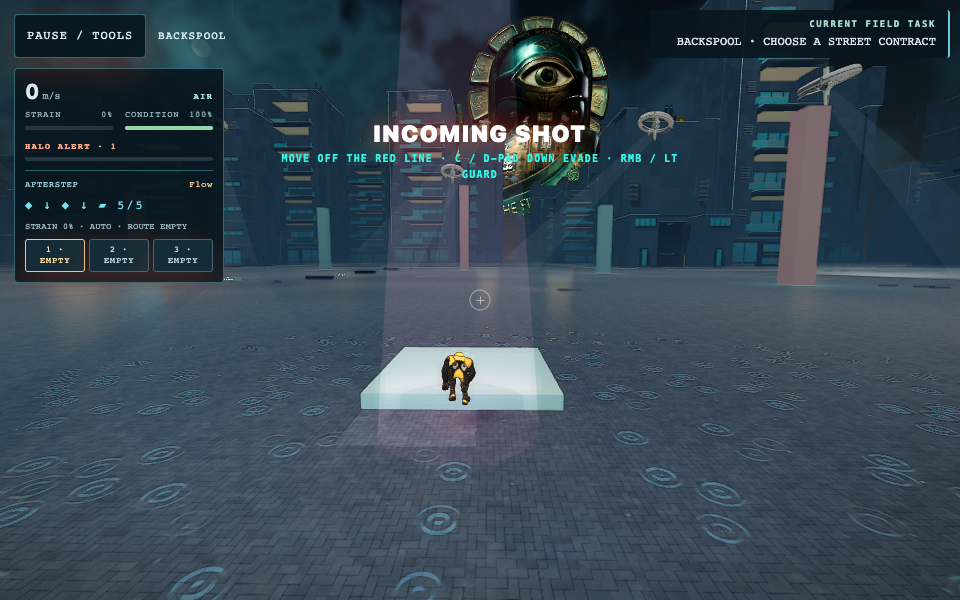 PAUSE / TOOLS
BACKSPOOL
CURRENT FIELD TASK
BACKSPOOL · CHOOSE A STREET CONTRACT
0 m/s
AIR
STRAIN 0%
CONDITION 100%
HALO ALERT · 1
AFTERSTEP
Flow
5/5
STRAIN 0% · AUTO · ROUTE EMPTY
1 · EMPTY
2 · EMPTY
3 · EMPTY
INCOMING SHOT
MOVE OFF THE RED LINE · C / D-PAD DOWN EVADE · RMB / LT
GUARD